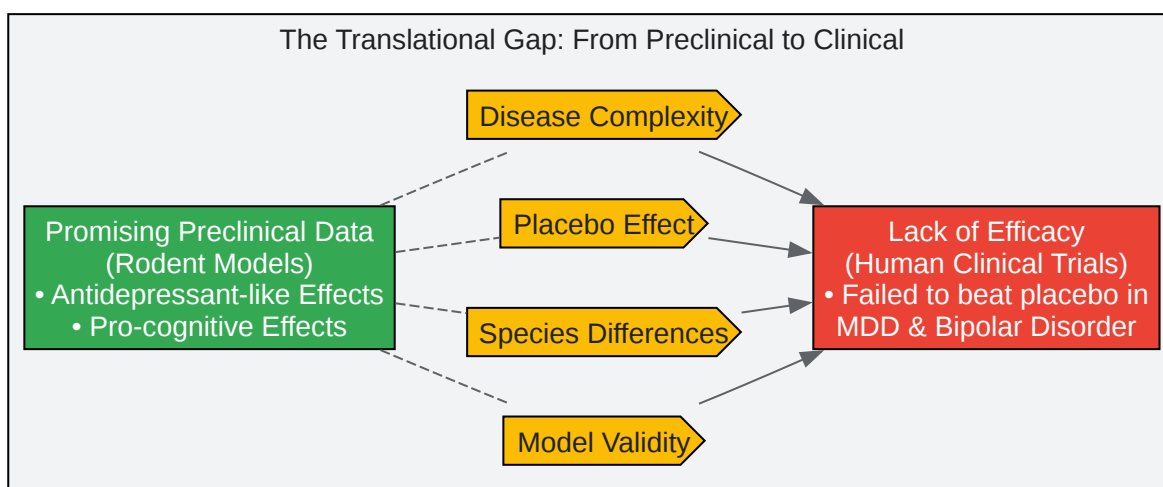 The Translational Gap: From Preclinical to Clinical
Disease Complexity
Promising Preclinical Data
(Rodent Models)
• Antidepressant-like Effects
• Pro-cognitive Effects
Placebo Effect
Species Differences
Model Validity
Lack of Efficacy
(Human Clinical Trials)
• Failed to beat placebo in
MDD & Bipolar Disorder